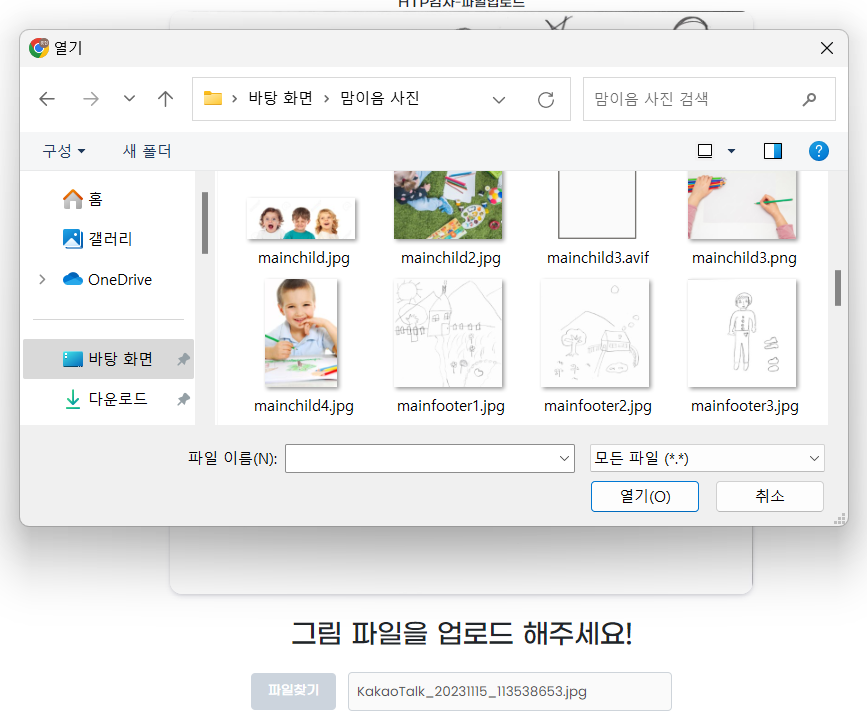 HTP검사-파일업로드
열기
바탕 화면 > 맘이음 사진
맘이음 사진 검색
구성
새 폴더
홈
갤러리
OneDrive
바탕 화면
다운로드
mainchild.jpg
mainchild2.jpg
mainchild3.avif
mainchild3.png
mainchild4.jpg
mainfooter1.jpg
mainfooter2.jpg
mainfooter3.jpg
파일 이름(N):
모든 파일 (*.*)
열기(O)
취소
그림 파일을 업로드 해주세요!
파일찾기
KakaoTalk_20231115_113538653.jpg